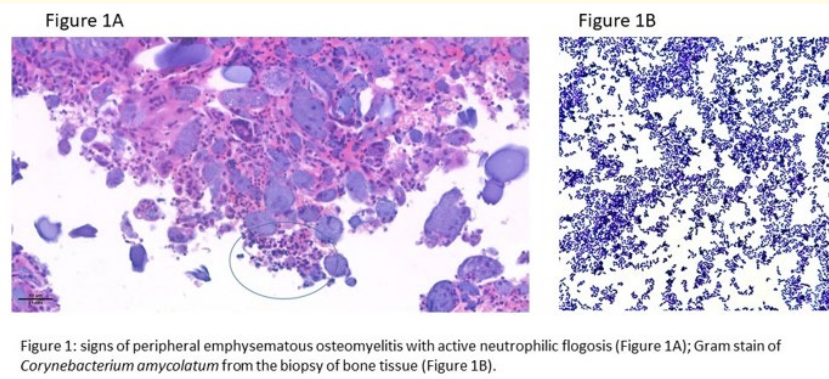 Figure 1A
Figure 1B
Figure 1: signs of peripheral emphysematous osteomyelitis with active neutrophilic flogosis (Figure 1A); Gram stain of
Corynebacterium amycolatum from the biopsy of bone tissue (Figure 1B).